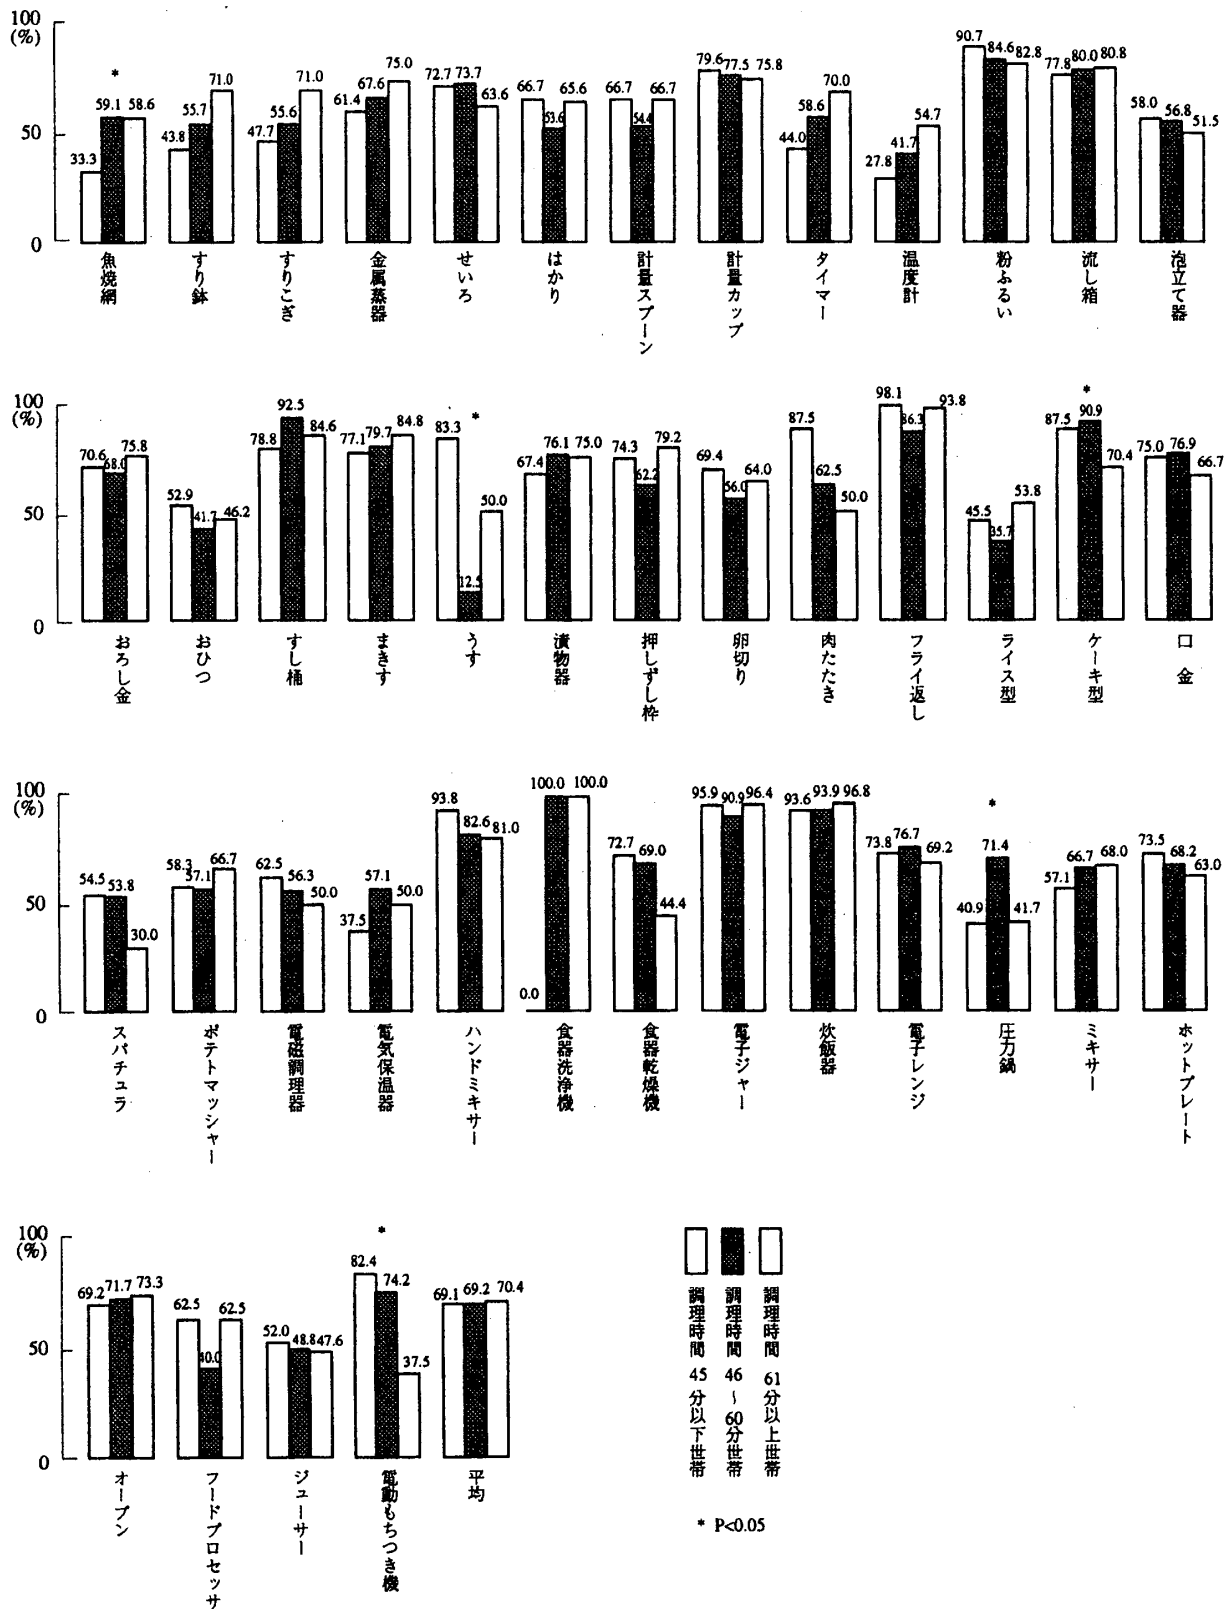 100
(%)
50
0
*
33.3 59.1 58.6
43.8 55.7 71.0
47.7 55.6 71.0
61.4 67.6 75.0
72.7 73.7 63.6
66.7 53.6 65.6
66.7 54.4 66.7
79.6 77.5 75.8
44.0 58.6 70.0
27.8 41.7 54.7
90.7 84.6 82.8
77.8 80.0 80.8
58.0 56.8 51.5
魚焼網
すり鉢
すりこぎ
金属蒸器
せいろ
はかり
計量スプーン
計量カップ
タイマー
温度計
粉ふるい
流し箱
泡立て器
100
(%)
50
0
70.6 68.0 75.8
52.9 41.7 46.2
78.8 92.5 84.6
77.1 79.7 84.8
*
83.3 12.5 50.0
67.4 76.1 75.0
74.3 62.2 79.2
69.4 56.0 64.0
87.5 62.5 50.0
98.1 86.3 93.8
45.5 35.7 53.8
*
87.5 90.9 70.4
75.0 76.9 66.7
おろし金
おひつ
すし桶
まきす
うす
漬物器
押しずし枠
卵切り
肉たたき
フライ返し
ライス型
ケーキ型
口金
100
(%)
50
0
54.5 53.8 30.0
58.3 57.1 66.7
62.5 56.3 50.0
37.5 57.1 50.0
93.8 82.6 81.0
0.0 100.0 100.0
72.7 69.0 44.4
95.9 90.9 96.4
93.6 93.9 96.8
73.8 76.7 69.2
*
40.9 71.4 41.7
57.1 66.7 68.0
73.5 68.2 63.0
スパチュラ
ポテトマッシャー
電磁調理器
電気保温器
ハンドミキサー
食器洗浄機
食器乾燥機
電子ジャー
炊飯器
電子レンジ
圧力鍋
ミキサー
ホットプレート
100
(%)
50
0
69.2 71.7 73.3
62.5 40.0 62.5
52.0 48.8 47.6
*
82.4 74.2 37.5
69.1 69.2 70.4
オーブン
フードプロセッサ
ジューサー
電動もちつき機
平均
調理時間 45分以下世帯
調理時間 46~60分世帯
調理時間 61分以上世帯
* P<0.05